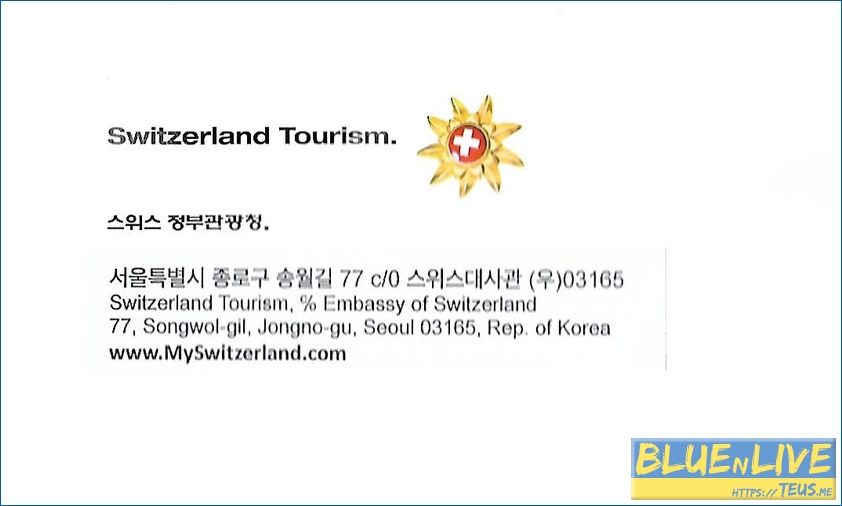 Switzerland Tourism.
스위스 정부관광청.
서울특별시 종로구 송월길 77 c/0 스위스대사관 (우)03165
Switzerland Tourism, ℅ Embassy of Switzerland
77, Songwol-gil, Jongno-gu, Seoul 03165, Rep. of Korea
www.MySwitzerland.com
BLUENLIVE
HTTPS://TEUS.ME